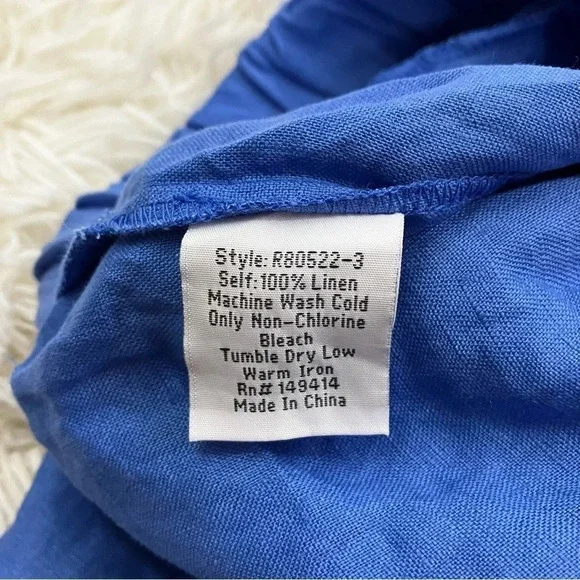 Style: R80522-3
Self: 100% Linen
Machine Wash Cold
Only Non-Chlorine
Bleach
Tumble Dry Low
Warm Iron
Rn# 149414
Made In China